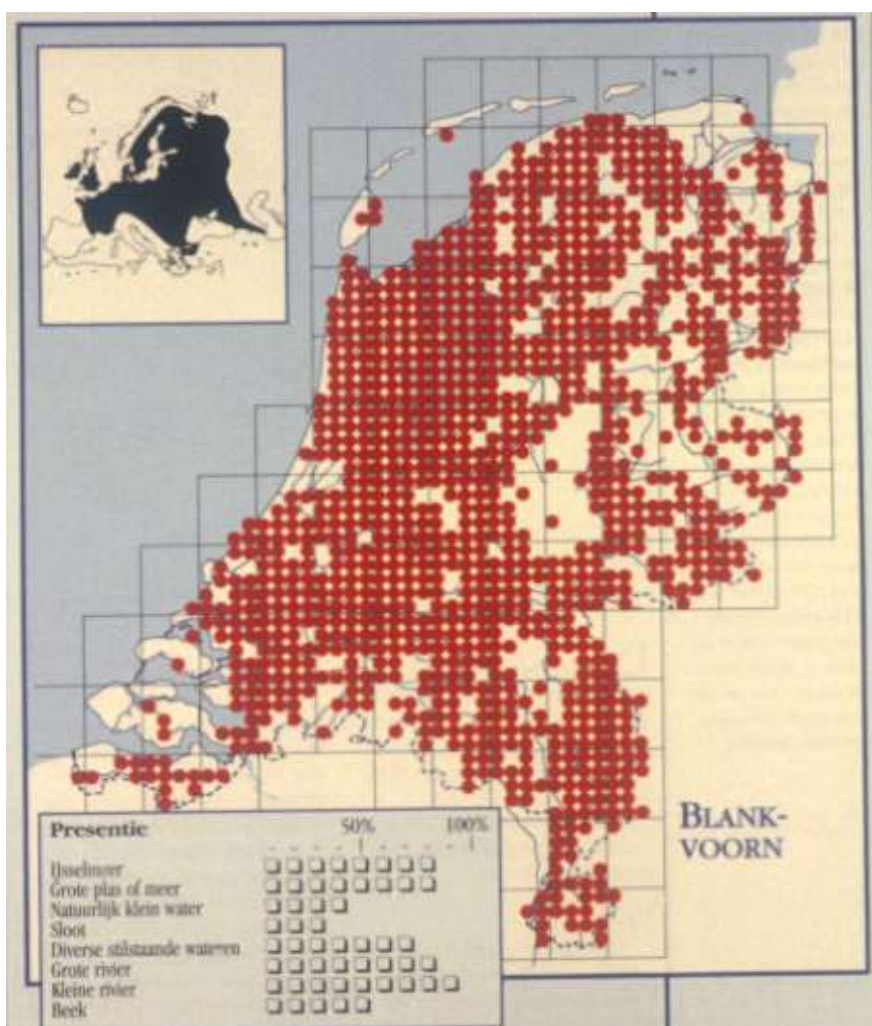 BLANK-
VOORN
Presentie 50% 100%
IJsselmeer
Grote plas of meer
Natuurlijk klein water
Sloot
Diverse stilstaande wateren
Grote rivier
Kleine rivier
Beek